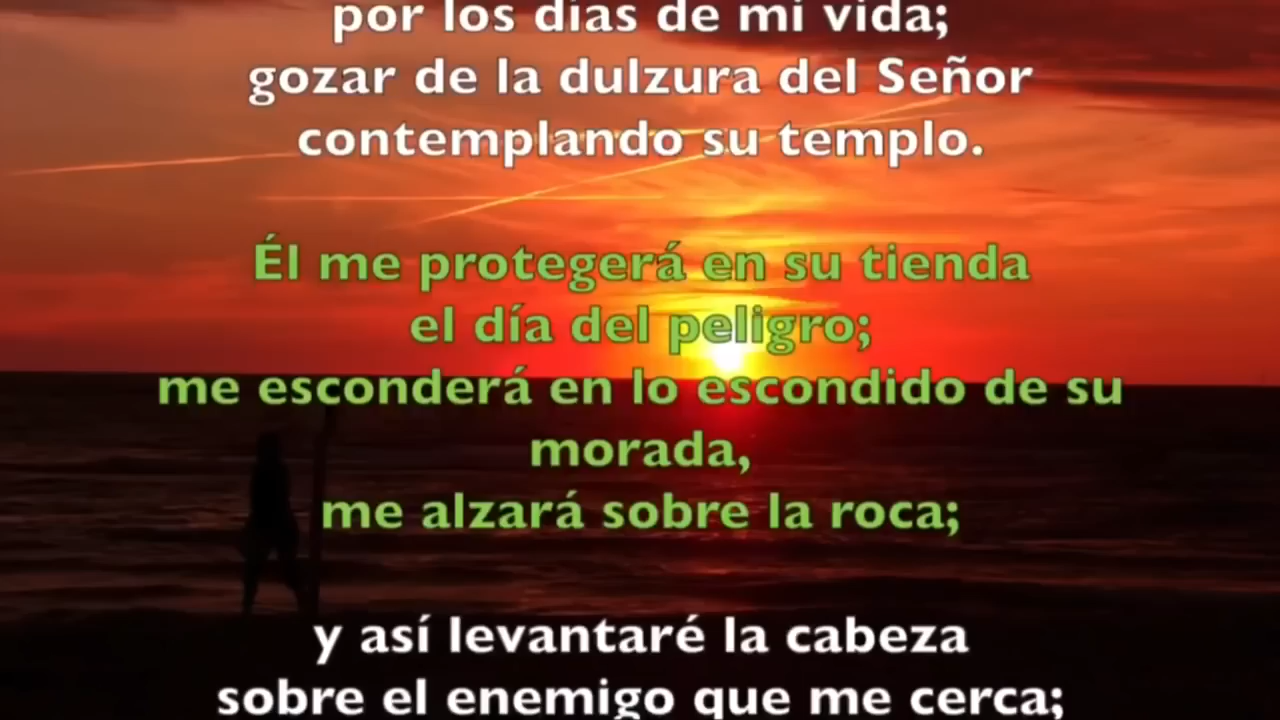 por los días de mi vida;
gozar de la dulzura del Señor
contemplando su templo.
Él me protegerá en su tienda
el día del peligro;
me esconderá en lo escondido de su
morada,
me alzará sobre la roca;
y así levantaré la cabeza
sobre el enemigo que me cerca;